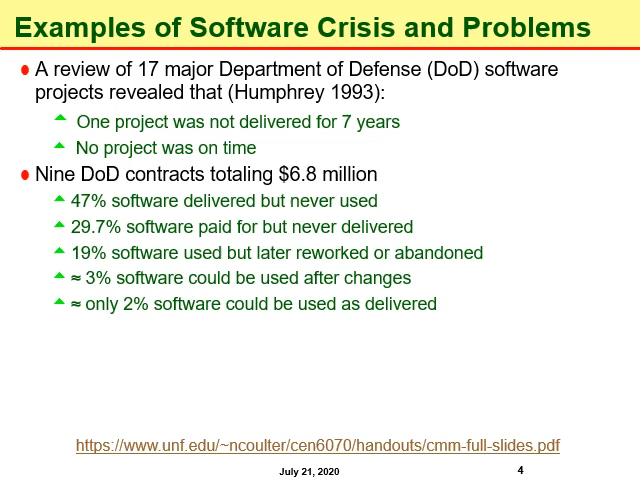 Examples of Software Crisis and Problems
A review of 17 major Department of Defense (DoD) software
projects revealed that (Humphrey 1993):
One project was not delivered for 7 years
No project was on time
Nine DoD contracts totaling $6.8 million
47% software delivered but never used
29.7% software paid for but never delivered
19% software used but later reworked or abandoned
≈ 3% software could be used after changes
≈ only 2% software could be used as delivered
https://www.unf.edu/~ncoulter/cen6070/handouts/cmm-full-slides.pdf
July 21, 2020 4